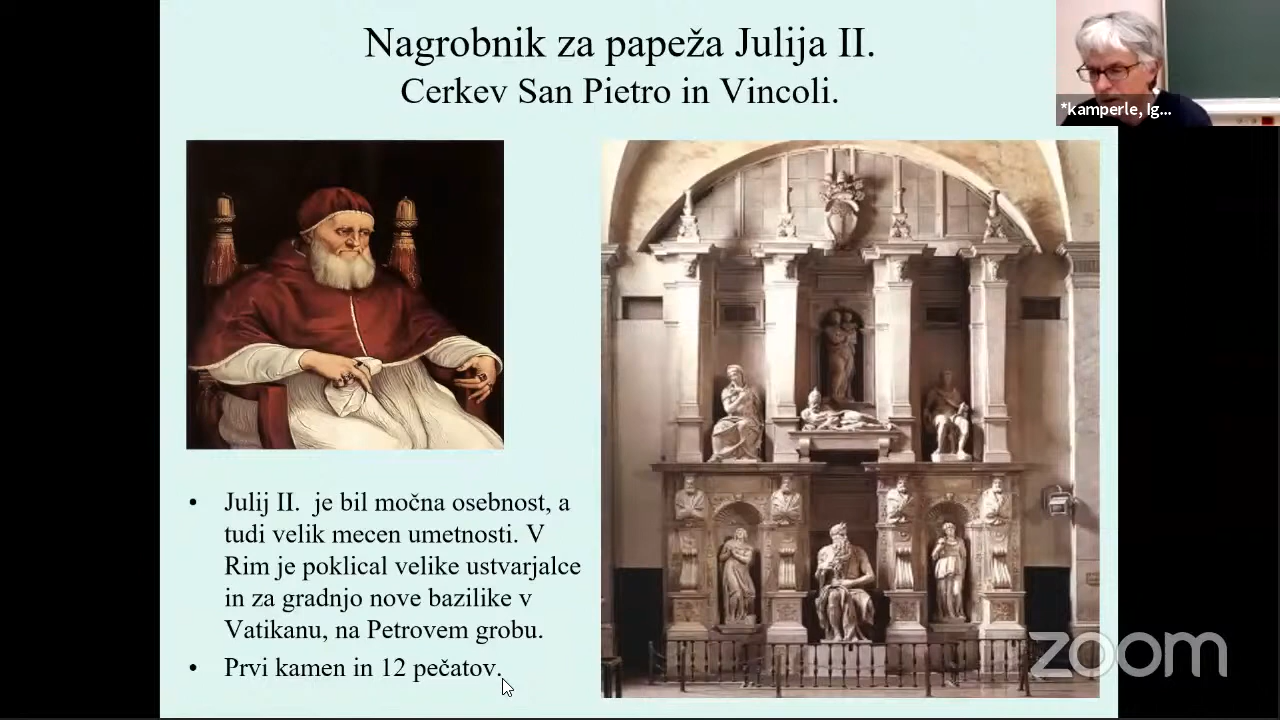 Nagrobnik za papeža Julija II.
Cerkev San Pietro in Vincoli.
*kamperle, Ig...
• Julij II.  je bil močna osebnost, a
tudi velik mecen umetnosti. V
Rim je poklical velike ustvarjalce
in za gradnjo nove bazilike v
Vatikanu, na Petrovem grobu.
• Prvi kamen in 12 pečatov.
zoom